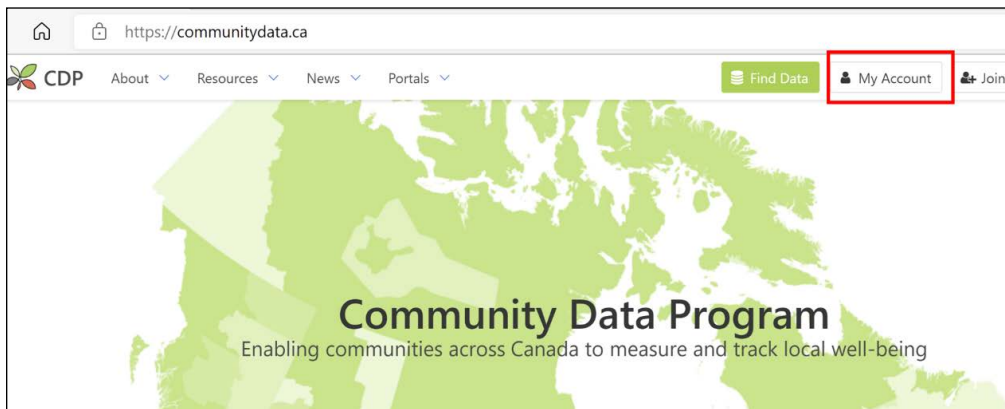 https://communitydata.ca
CDP About Resources News Portals Find Data My Account Join
Community Data Program
Enabling communities across Canada to measure and track local well-being